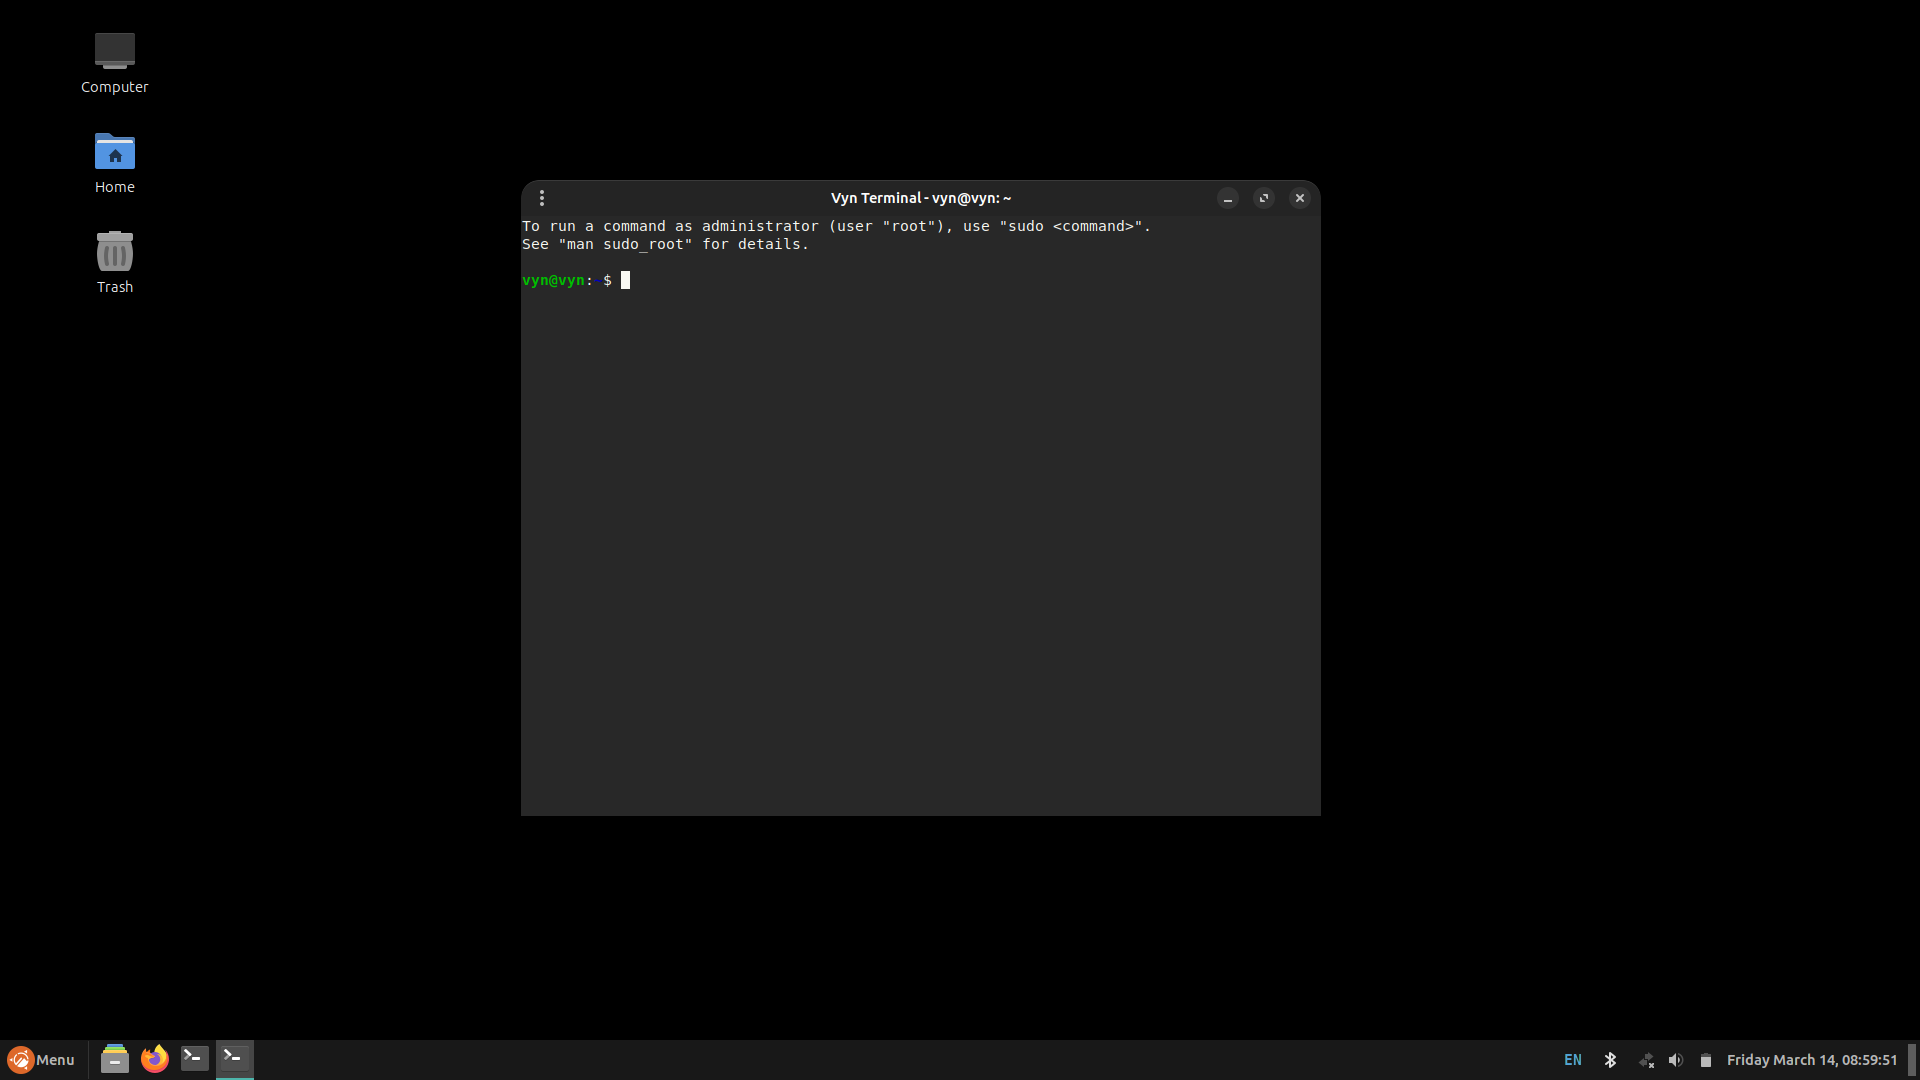 Computer
Home
Trash
Vyn Terminal - vyn@vyn: ~
To run a command as administrator (user "root"), use "sudo <command>".
See "man sudo_root" for details.
vyn@vyn:~$
Menu
EN
Friday March 14, 08:59:51